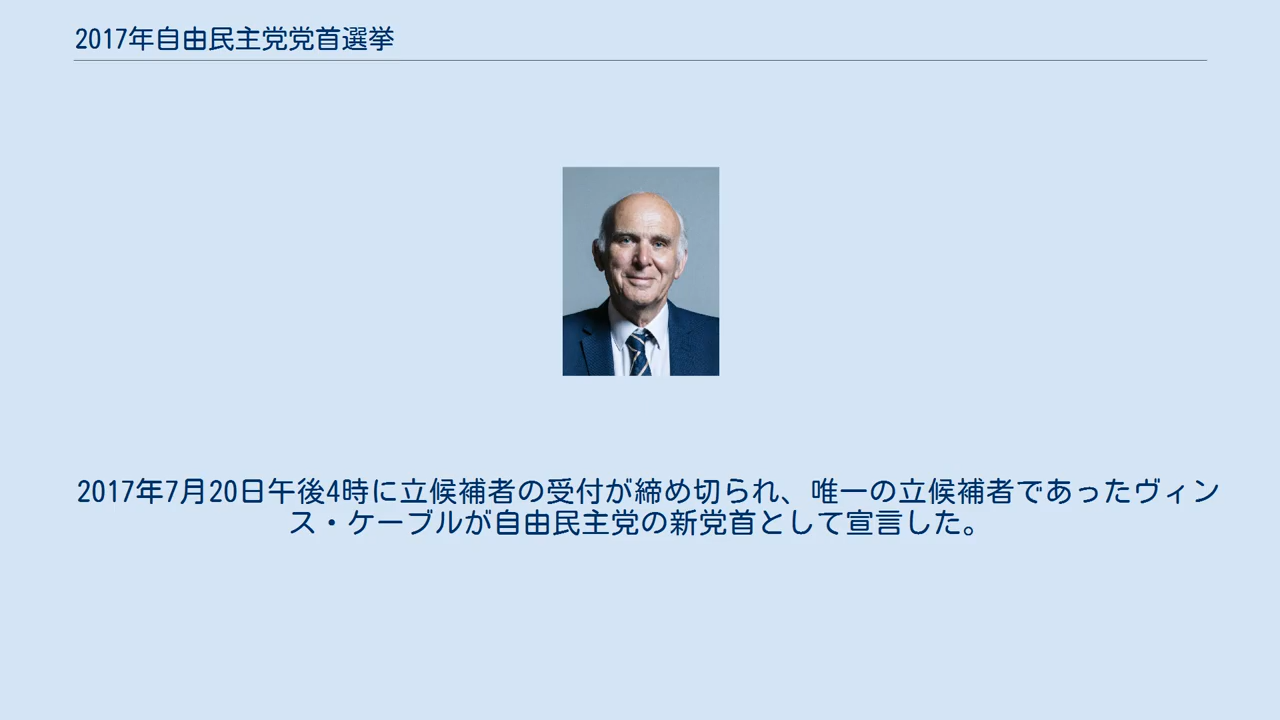 2017年自由民主党党首選挙
2017年7月20日午後4時に立候補者の受付が締め切られ、唯一の立候補者であったヴィン
ス・ケーブルが自由民主党の新党首として宣言した。